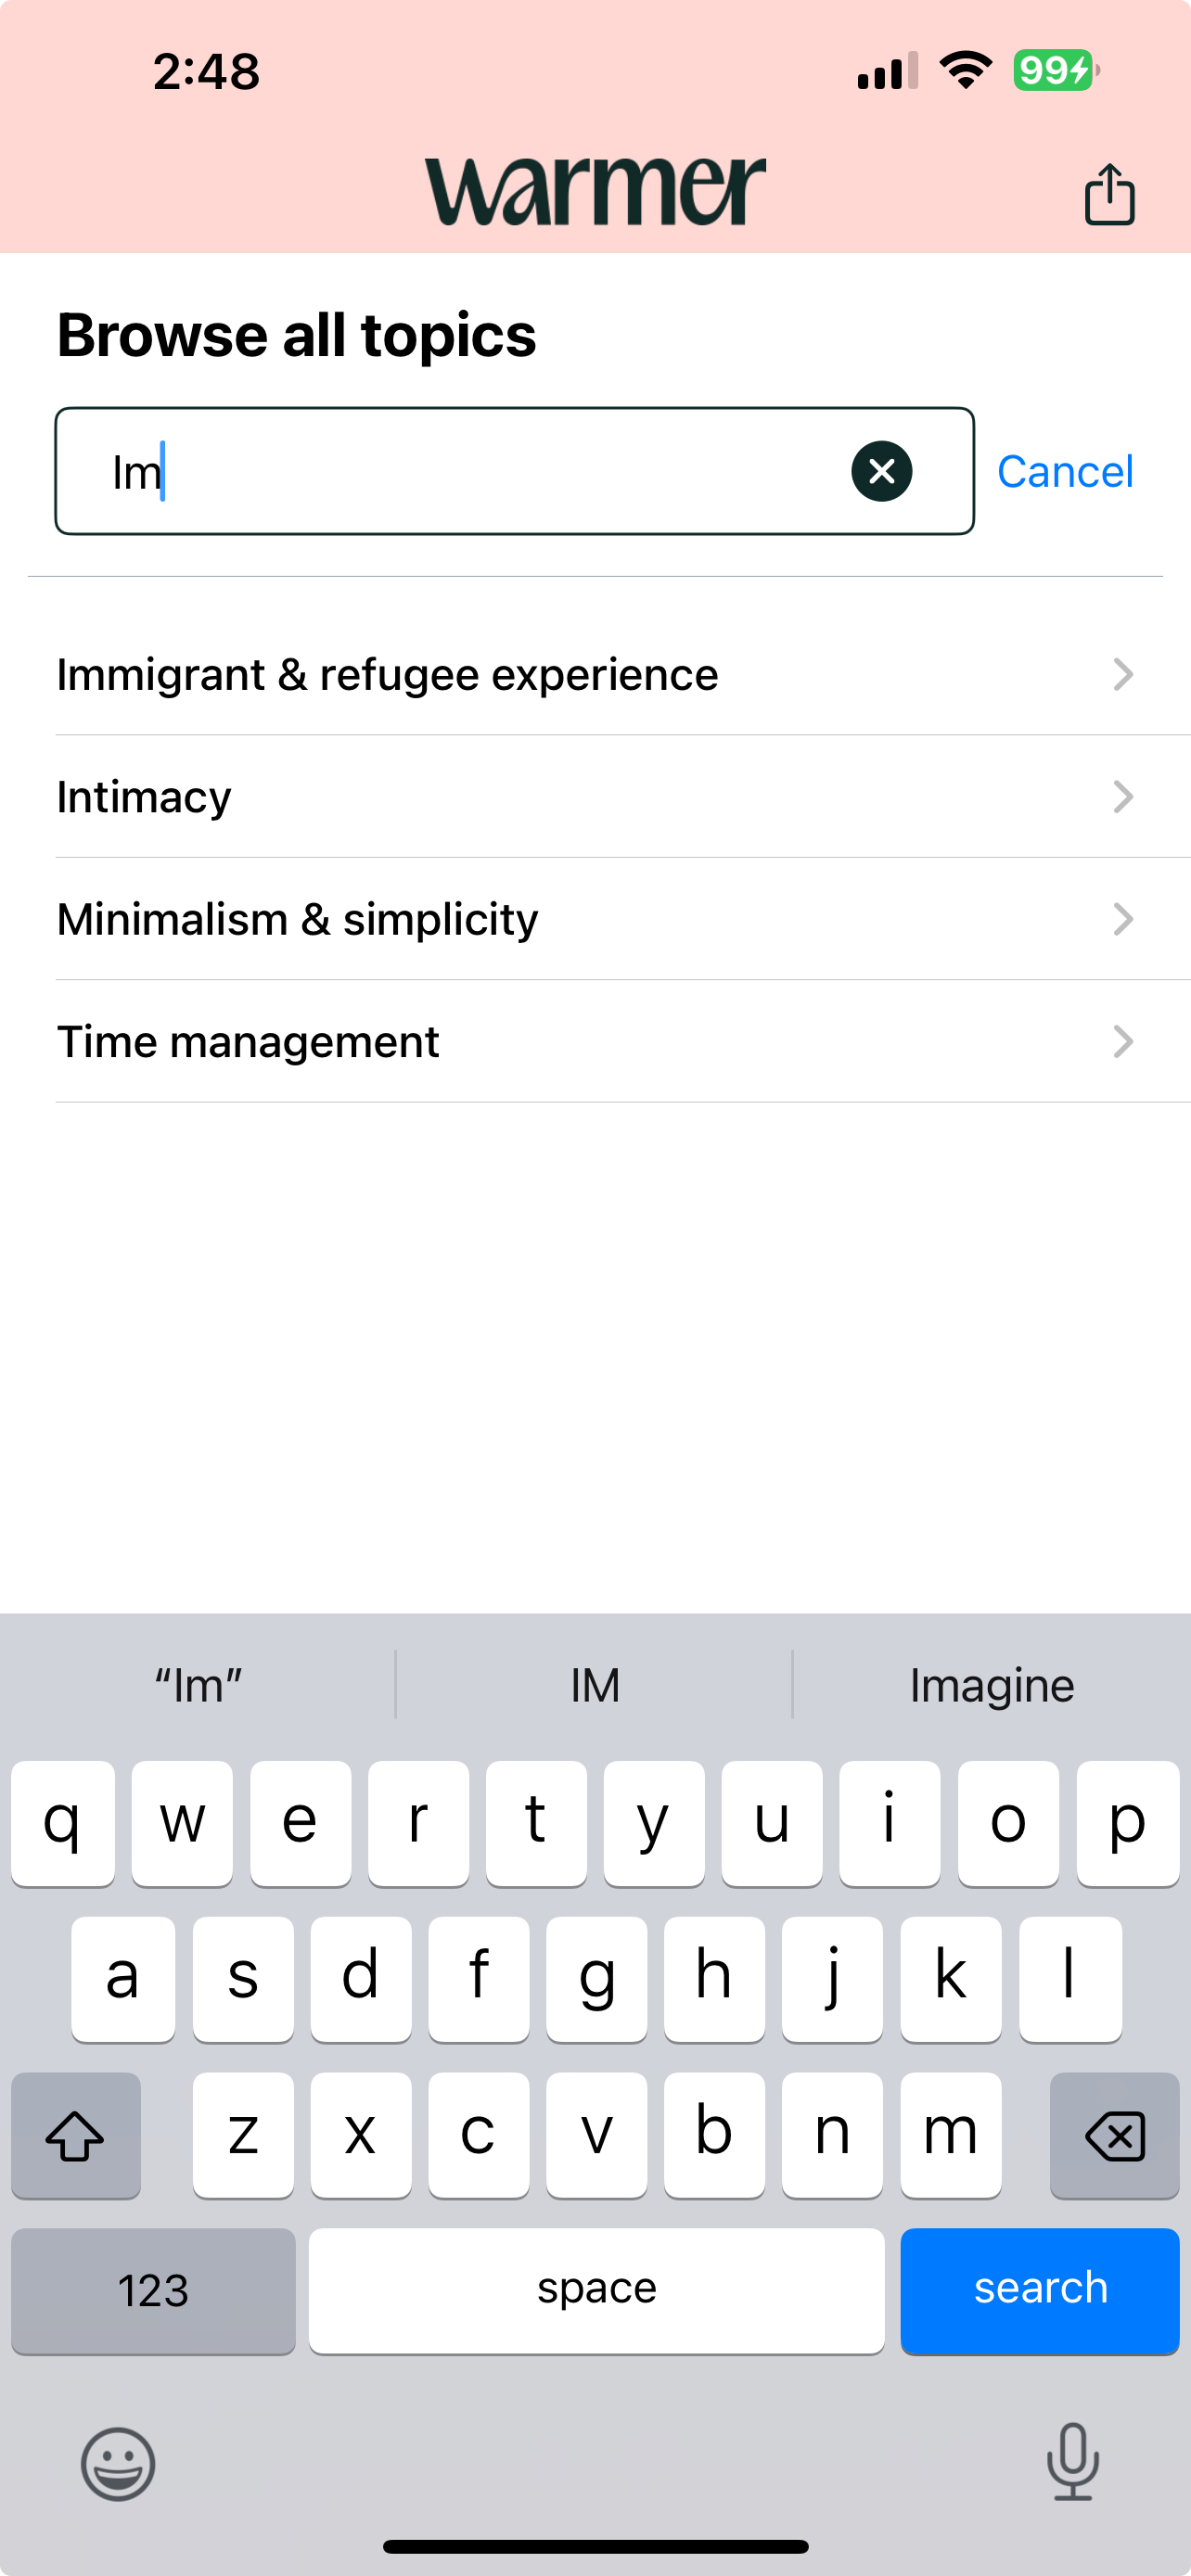 2:48
99
warmer
Browse all topics
Im
Cancel
Immigrant & refugee experience
Intimacy
Minimalism & simplicity
Time management
“Im” IM Imagine
q w e r t y u i o p
a s d f g h j k l
z x c v b n m
123 space search